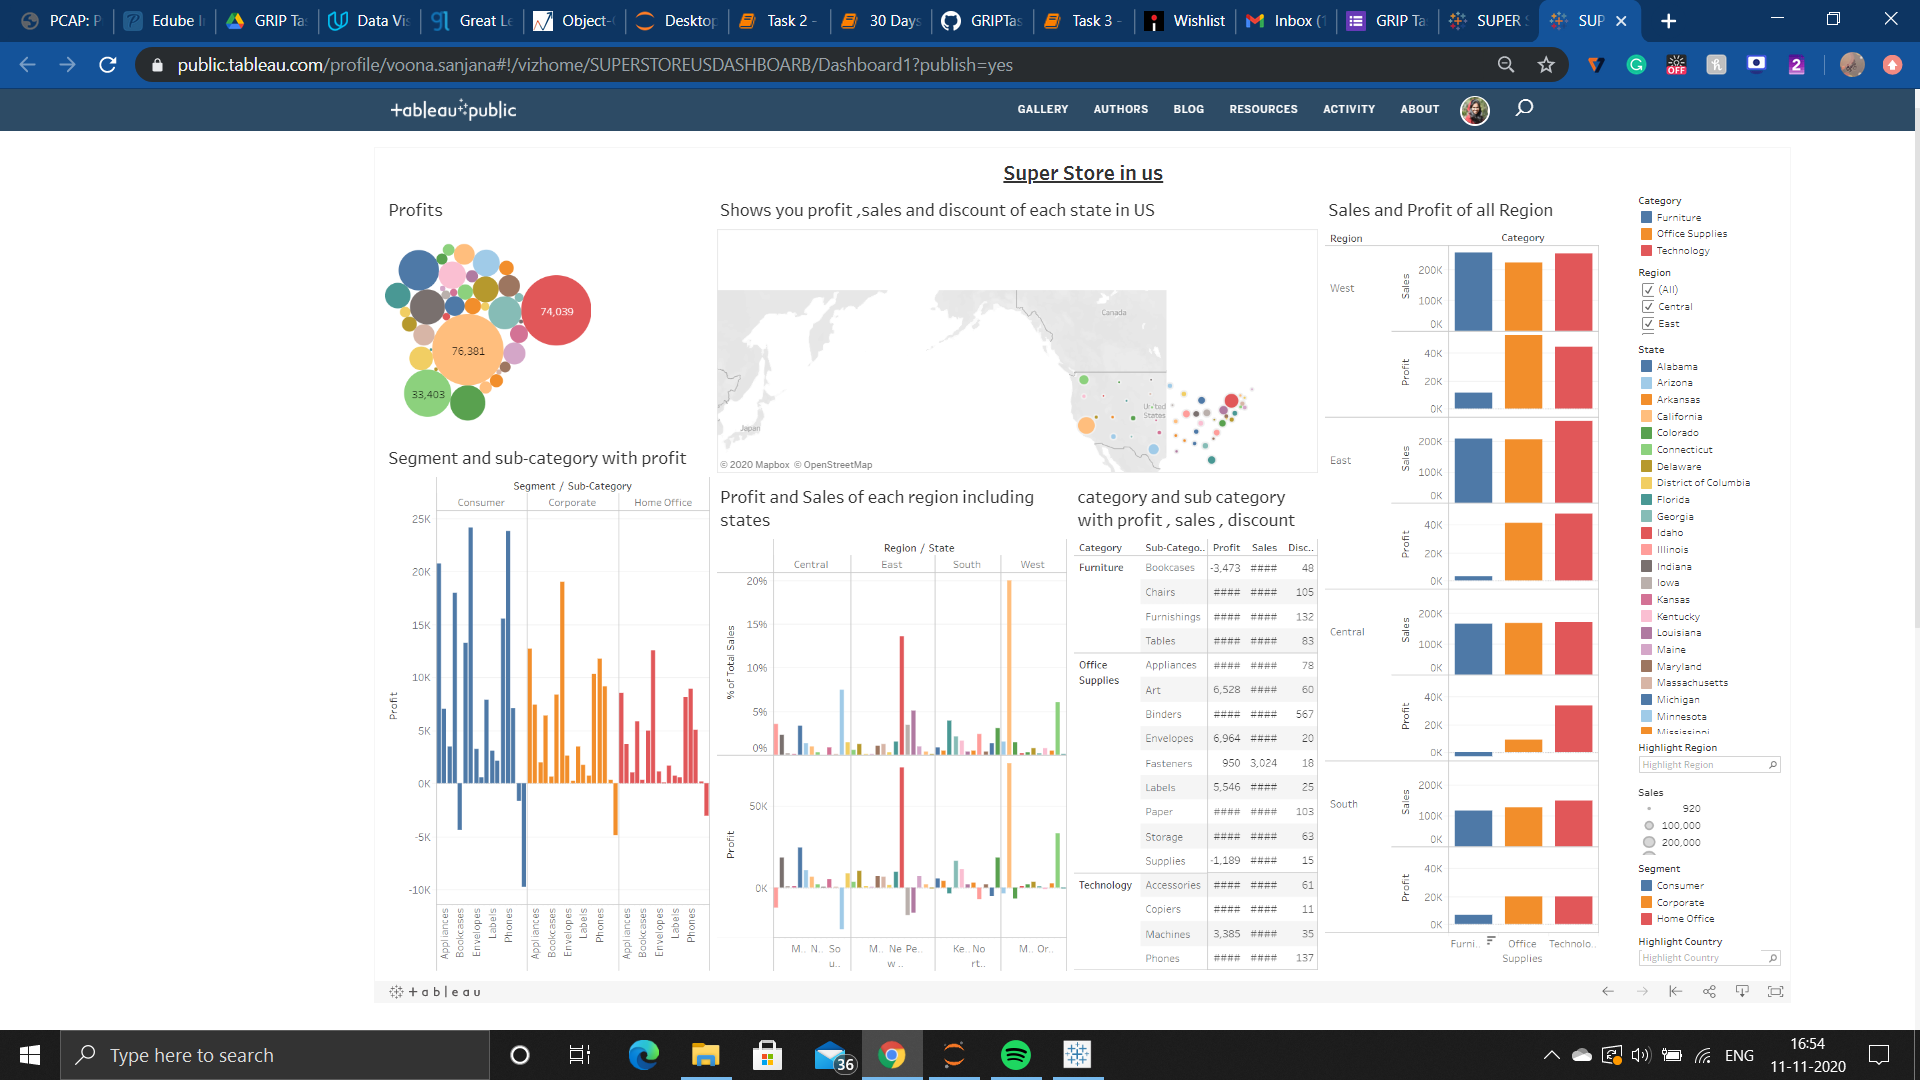 PCAP: P
Edube I
GRIP Ta
Data Vis
Great Le
Object-
Desktop
Task 2 -
30 Days
GRIPTas
Task 3 -
Wishlist
Inbox (1
GRIP Ta
SUPER S
SUP
public.tableau.com/profile/voona.sanjana#!/vizhome/SUPERSTOREUSDASHBOARB/Dashboard1?publish=yes
OFF
2
+ableau public
GALLERY AUTHORS BLOG RESOURCES ACTIVITY ABOUT
Super Store in us
Profits
74,039
76,381
33,403
Shows you profit ,sales and discount of each state in US
Canada
United States
Japan
© 2020 Mapbox © OpenStreetMap
Segment and sub-category with profit
Segment / Sub-Category
Consumer Corporate Home Office
25K
20K
15K
10K
5K
0K
-5K
-10K
Profit
Appliances Bookcases Envelopes Labels Phones
Appliances Bookcases Envelopes Labels Phones
Appliances Bookcases Envelopes Labels Phones
Profit and Sales of each region including
states
Region / State
Central East South West
20%
15%
10%
5%
0%
% of Total Sales
50K
0K
Profit
M.. N.. So
u..
M.. Ne Pe..
w ..
Ke.. No
rt..
M.. Or..
category and sub category
with profit , sales , discount
Category Sub-Catego.. Profit Sales Disc..
Furniture Bookcases -3,473 #### 48
Chairs #### #### 105
Furnishings #### #### 132
Tables #### #### 83
Office Supplies Appliances #### #### 78
Art 6,528 #### 60
Binders #### #### 567
Envelopes 6,964 #### 20
Fasteners 950 3,024 18
Labels 5,546 #### 25
Paper #### #### 103
Storage #### #### 63
Supplies -1,189 #### 15
Technology Accessories #### #### 61
Copiers #### #### 11
Machines 3,385 #### 35
Phones #### #### 137
Sales and Profit of all Region
Region Category
West
Sales
200K
100K
0K
Profit
40K
20K
0K
East
Sales
200K
100K
0K
Profit
40K
20K
0K
Central
Sales
200K
100K
0K
Profit
40K
20K
0K
South
Sales
200K
100K
0K
Profit
40K
20K
0K
Furni.. Office Technolo..
Supplies
Category
Furniture
Office Supplies
Technology
Region
(All)
Central
East
State
Alabama
Arizona
Arkansas
California
Colorado
Connecticut
Delaware
District of Columbia
Florida
Georgia
Idaho
Illinois
Indiana
Iowa
Kansas
Kentucky
Louisiana
Maine
Maryland
Massachusetts
Michigan
Minnesota
Mississippi
Highlight Region
Highlight Region
Sales
920
100,000
200,000
Segment
Consumer
Corporate
Home Office
Highlight Country
Highlight Country
+ a b l e a u
Type here to search
36
ENG
16:54
11-11-2020